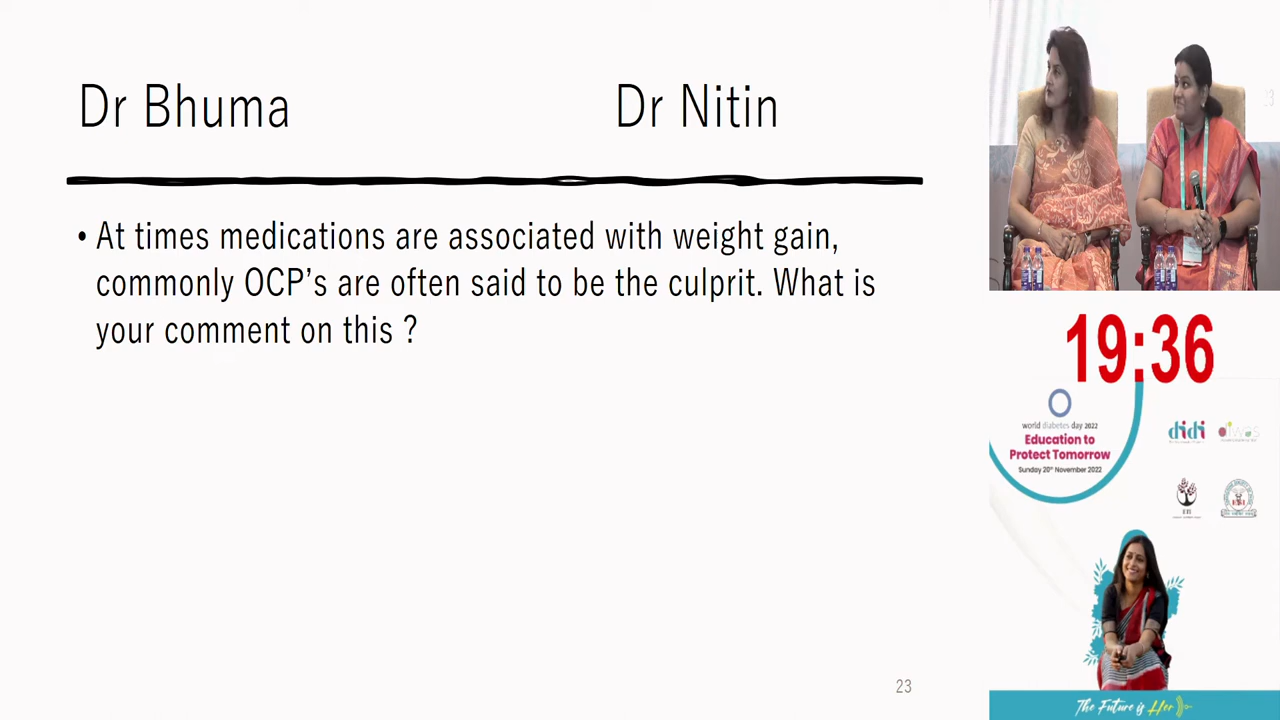 Dr Bhuma
Dr Nitin
• At times medications are associated with weight gain,
commonly OCP’s are often said to be the culprit. What is
your comment on this ?
23
19:36
world diabetes day 2022
Education to
Protect Tomorrow
Sunday 20th November 2022
didi
The Future is Her